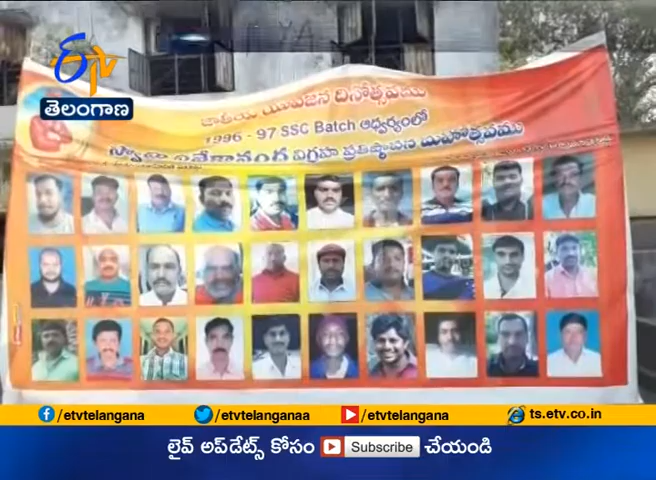 ETV
తెలంగాణ
జాతీయ యువజన దినోత్సవము
1996 - 97 SSC Batch ఆధ్వర్యంలో
స్వామి వివేకానంద విగ్రహ ప్రతిష్ఠాపన మహోత్సవము
/etvtelangana
/etvtelanganaa
/etvtelangana
ts.etv.co.in
లైవ్ అప్‌డేట్స్ కోసం Subscribe చేయండి